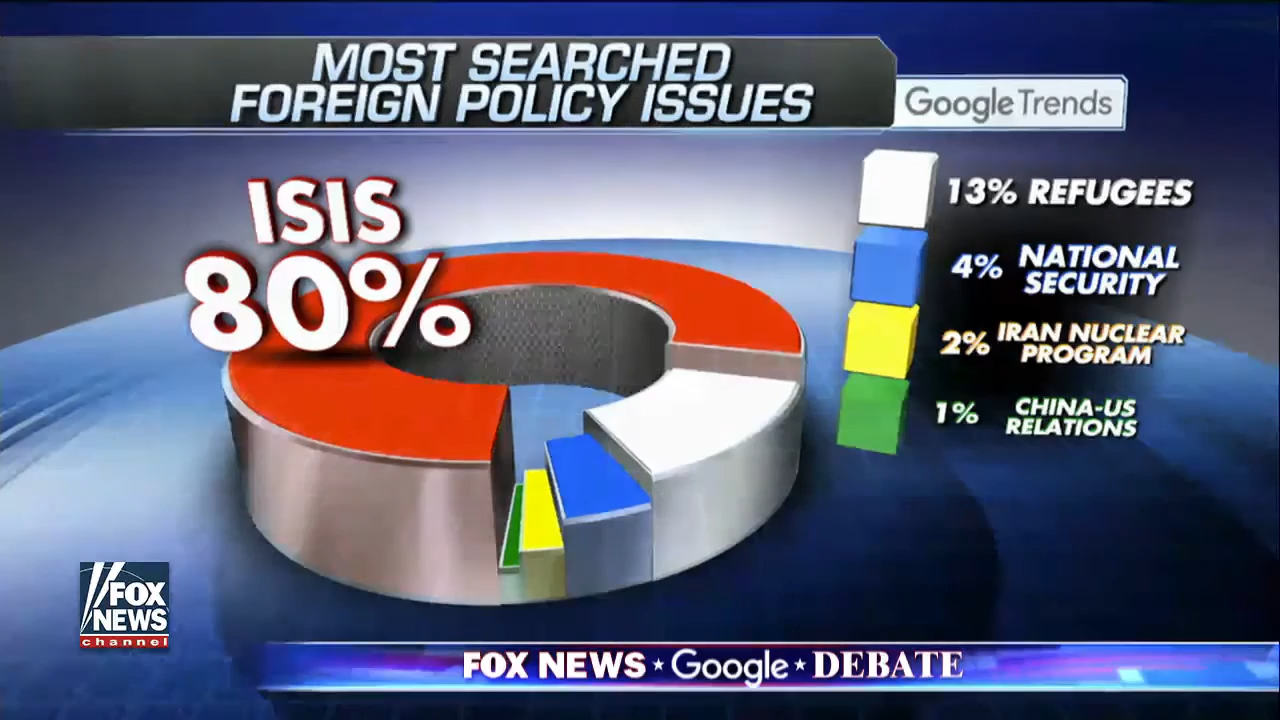 MOST SEARCHED
FOREIGN POLICY ISSUES
Google Trends
ISIS
80%
13% REFUGEES
4% NATIONAL
SECURITY
2% IRAN NUCLEAR
PROGRAM
1% CHINA-US
RELATIONS
FOX
NEWS
channel
FOX NEWS ★ Google ★ DEBATE